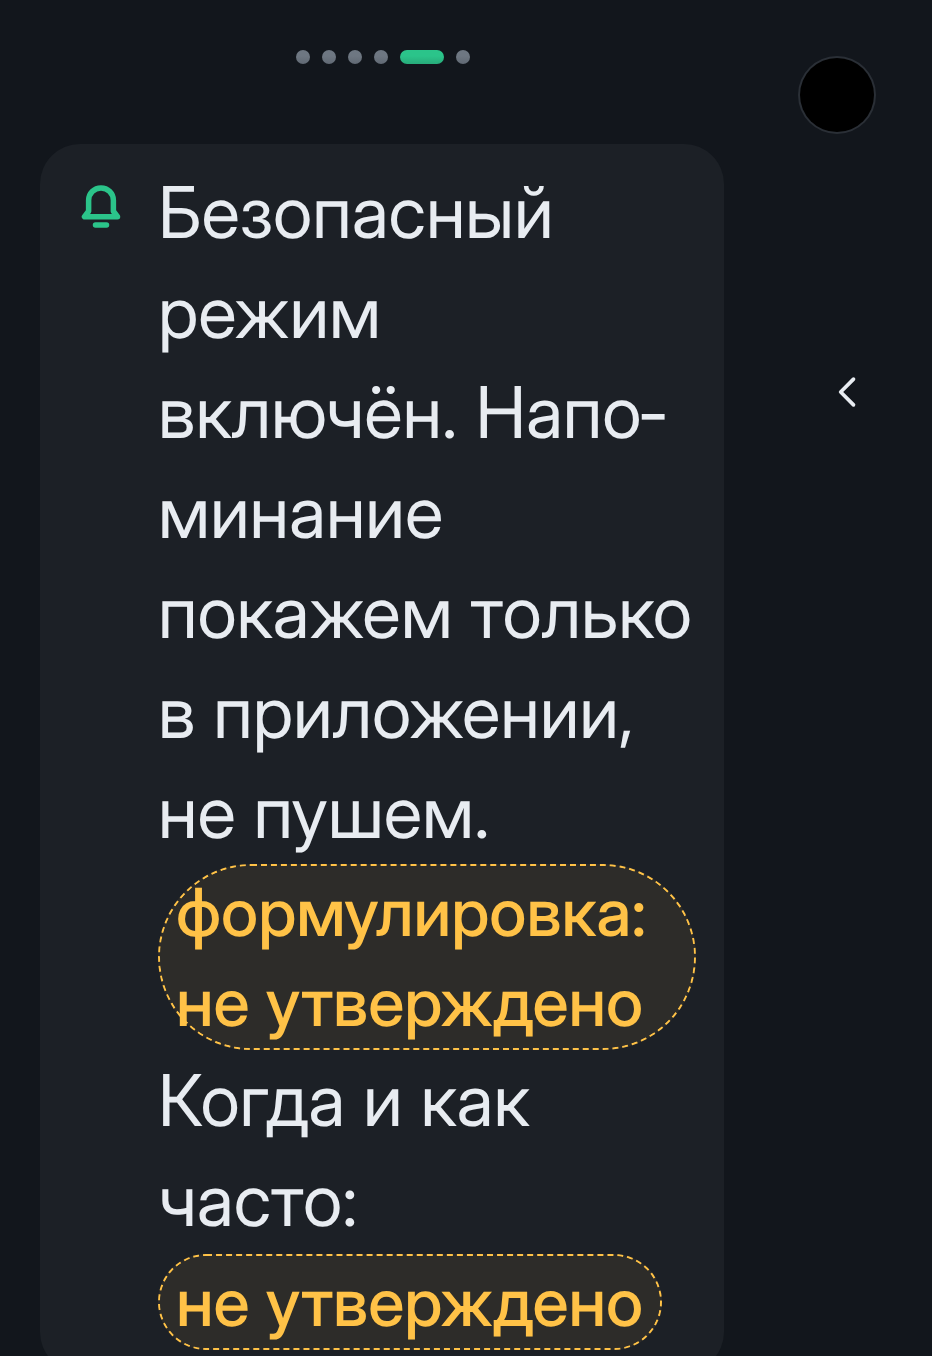 Безопасный
режим
включён. Напо-
минание
покажем только
в приложении,
не пушем.
формулировка:
не утверждено
Когда и как
часто:
не утверждено